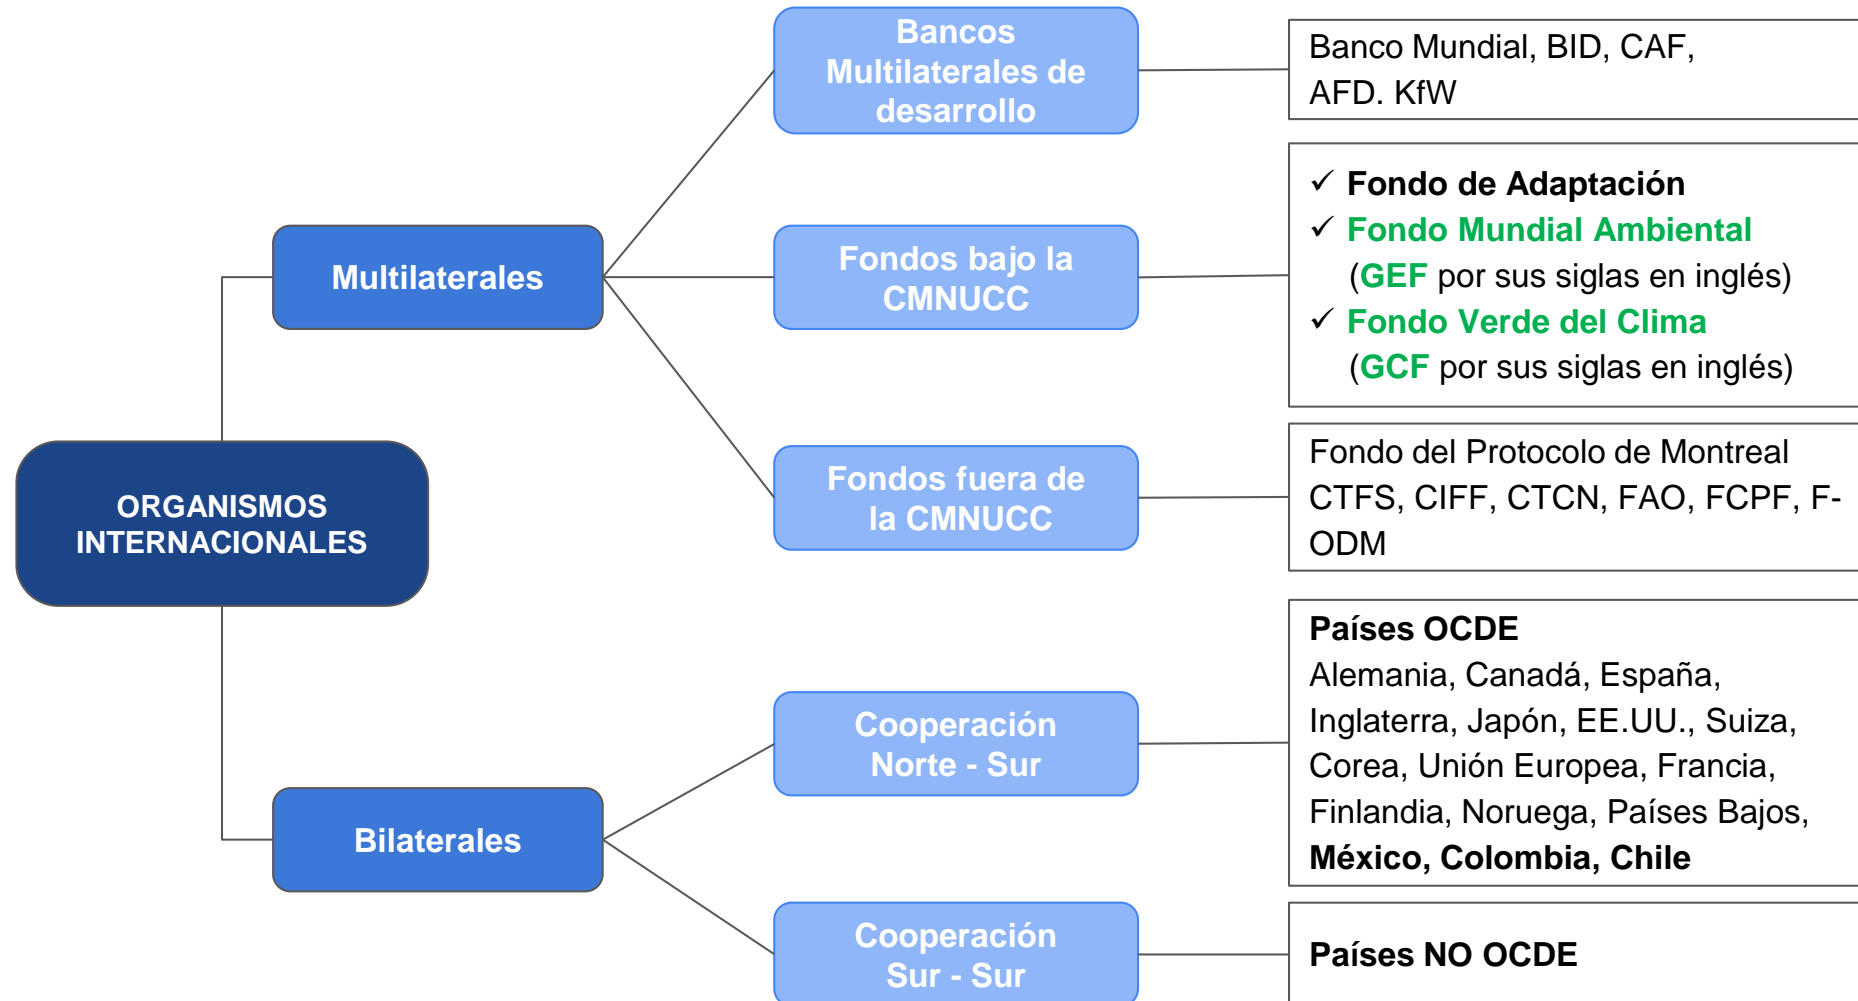 Bancos
Multilaterales de
desarrollo
Banco Mundial, BID, CAF,
AFD. KfW
Multilaterales
Fondos bajo la
CMNUCC
✓ Fondo de Adaptación
✓ Fondo Mundial Ambiental
(GEF por sus siglas en inglés)
✓ Fondo Verde del Clima
(GCF por sus siglas en inglés)
Fondos fuera de
la CMNUCC
Fondo del Protocolo de Montreal
CTFS, CIFF, CTCN, FAO, FCPF, F-
ODM
ORGANISMOS
INTERNACIONALES
Bilaterales
Cooperación
Norte - Sur
Países OCDE
Alemania, Canadá, España,
Inglaterra, Japón, EE.UU., Suiza,
Corea, Unión Europea, Francia,
Finlandia, Noruega, Países Bajos,
México, Colombia, Chile
Cooperación
Sur - Sur
Países NO OCDE